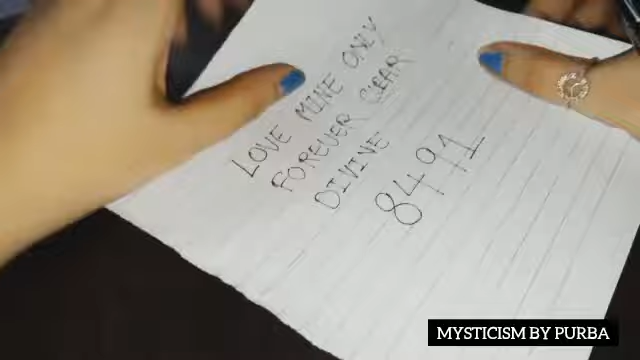 LOVE MINE ONLY
FOREVER CLEAR
DIVINE
8491
MYSTICISM BY PURBA